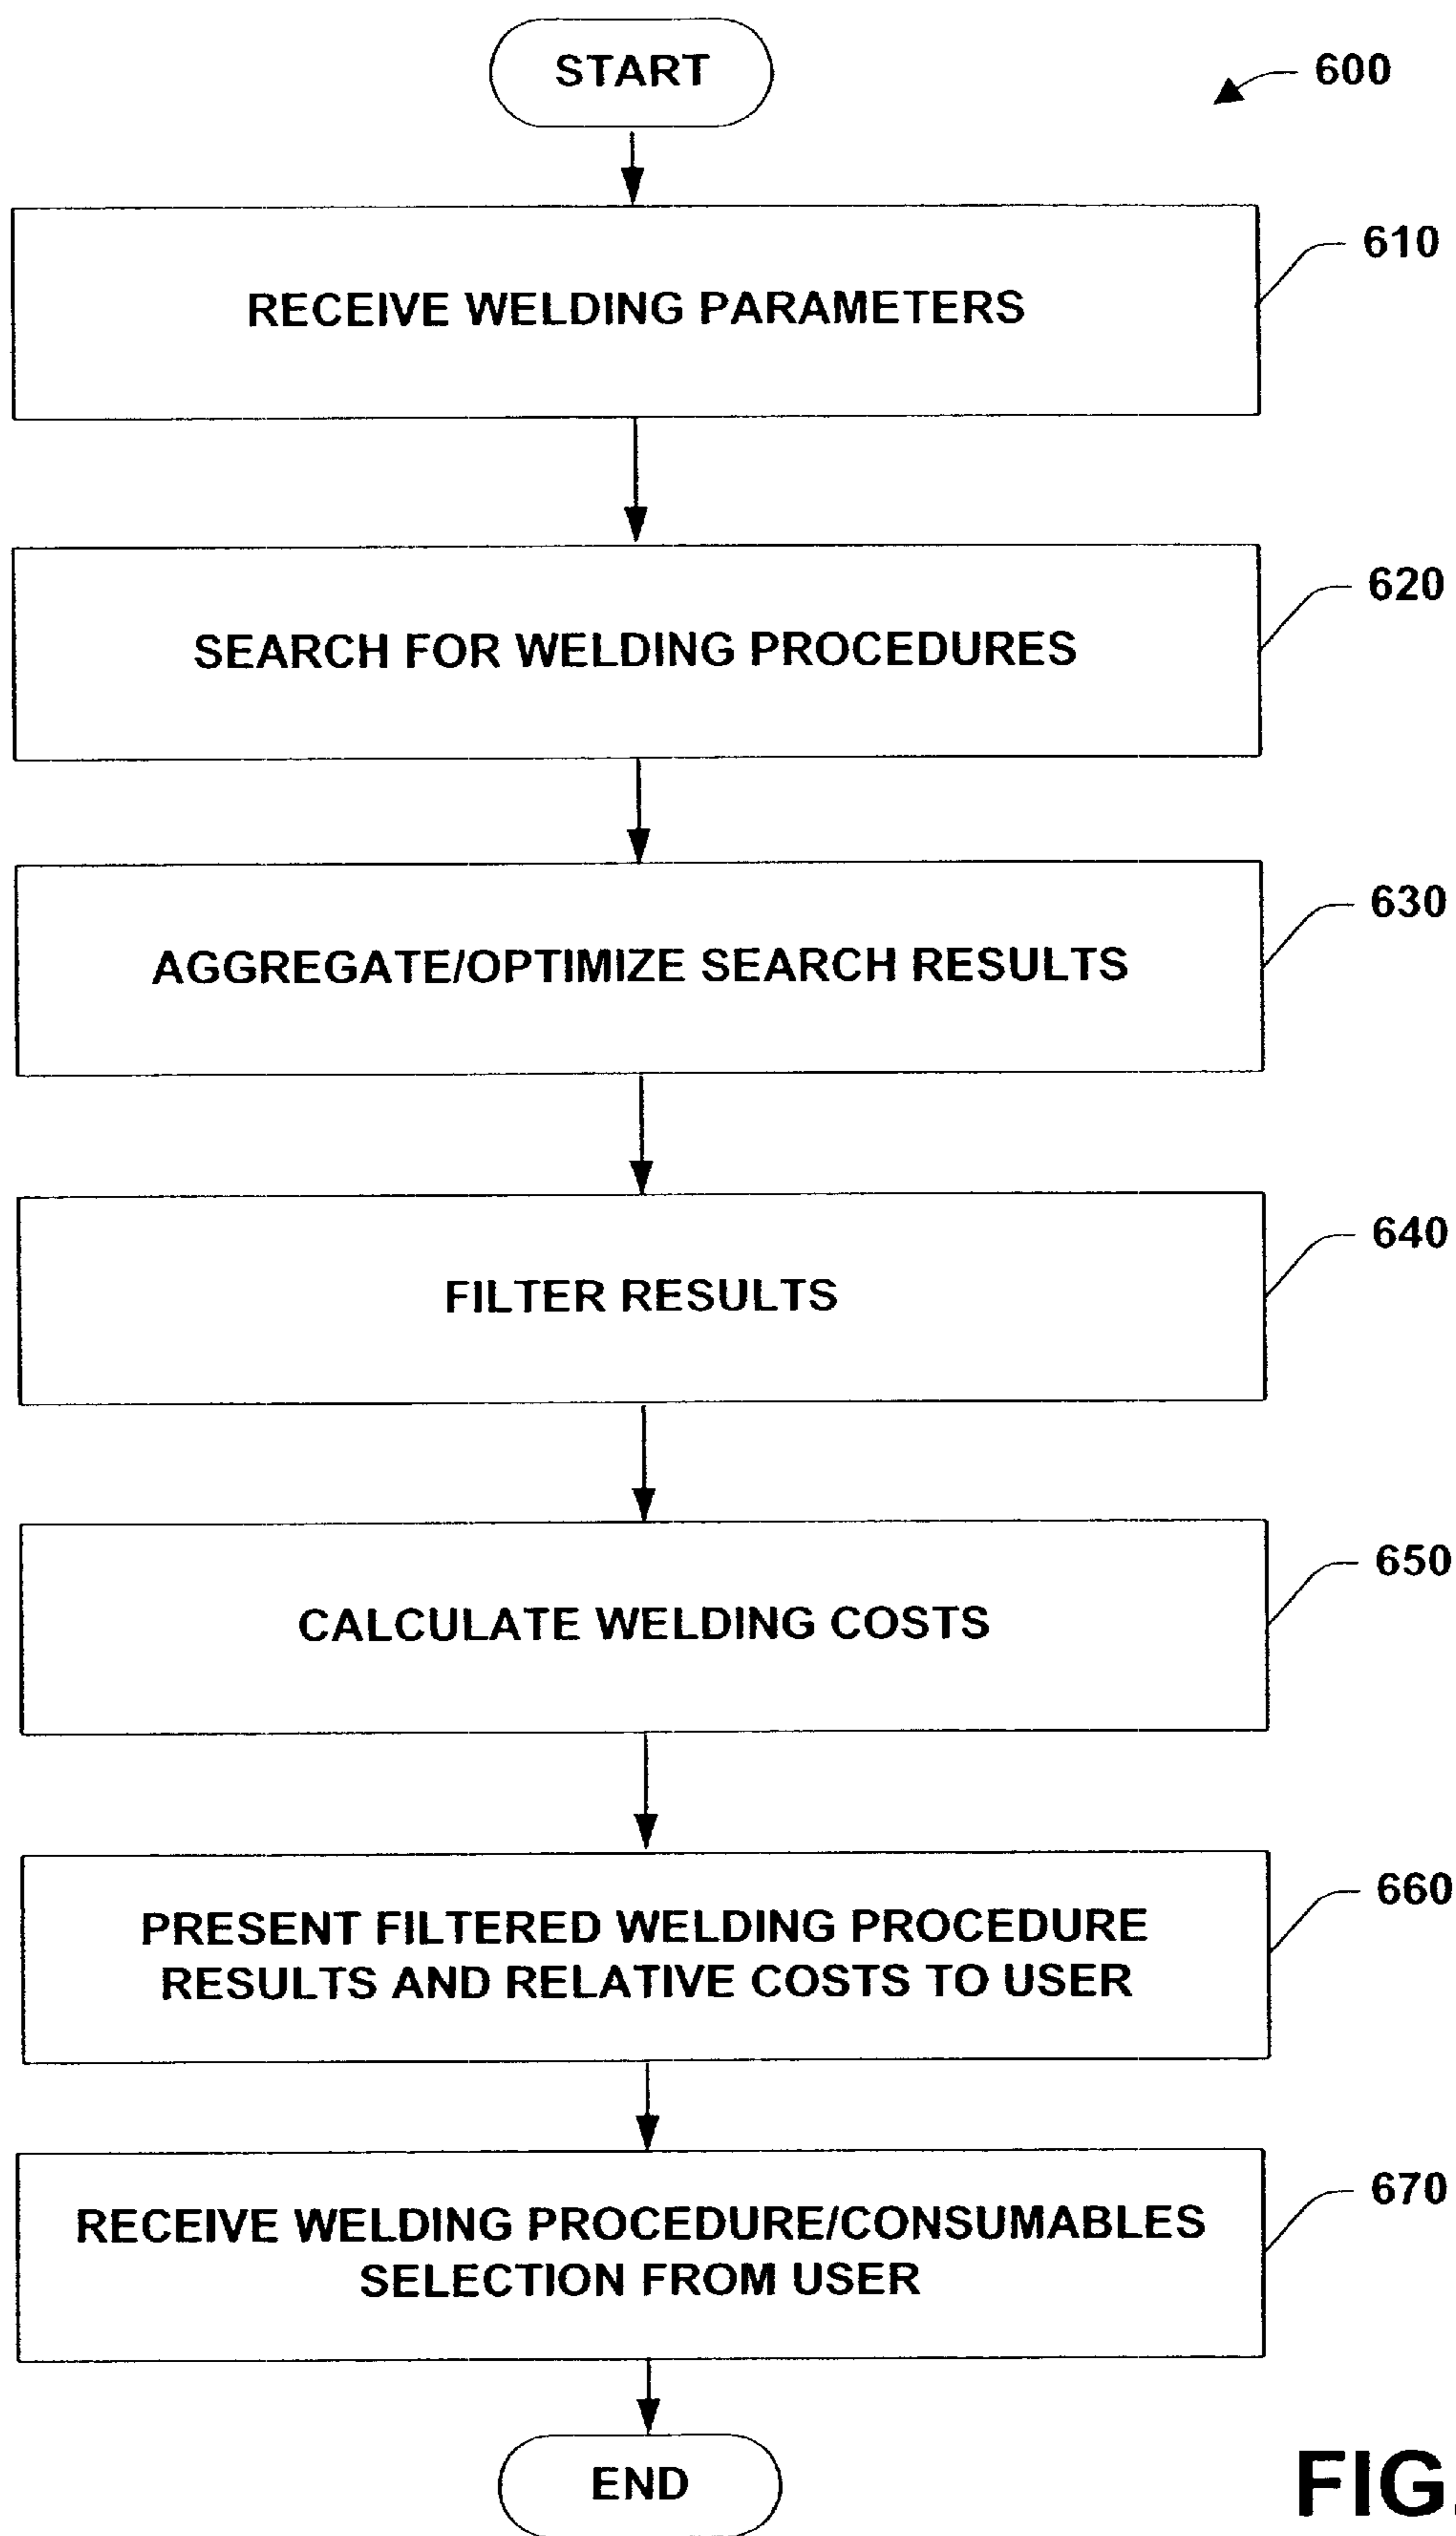 START
600
RECEIVE WELDING PARAMETERS
610
SEARCH FOR WELDING PROCEDURES
620
AGGREGATE/OPTIMIZE SEARCH RESULTS
630
FILTER RESULTS
640
CALCULATE WELDING COSTS
650
PRESENT FILTERED WELDING PROCEDURE
RESULTS AND RELATIVE COSTS TO USER
660
RECEIVE WELDING PROCEDURE/CONSUMABLES
SELECTION FROM USER
670
END
FIG.